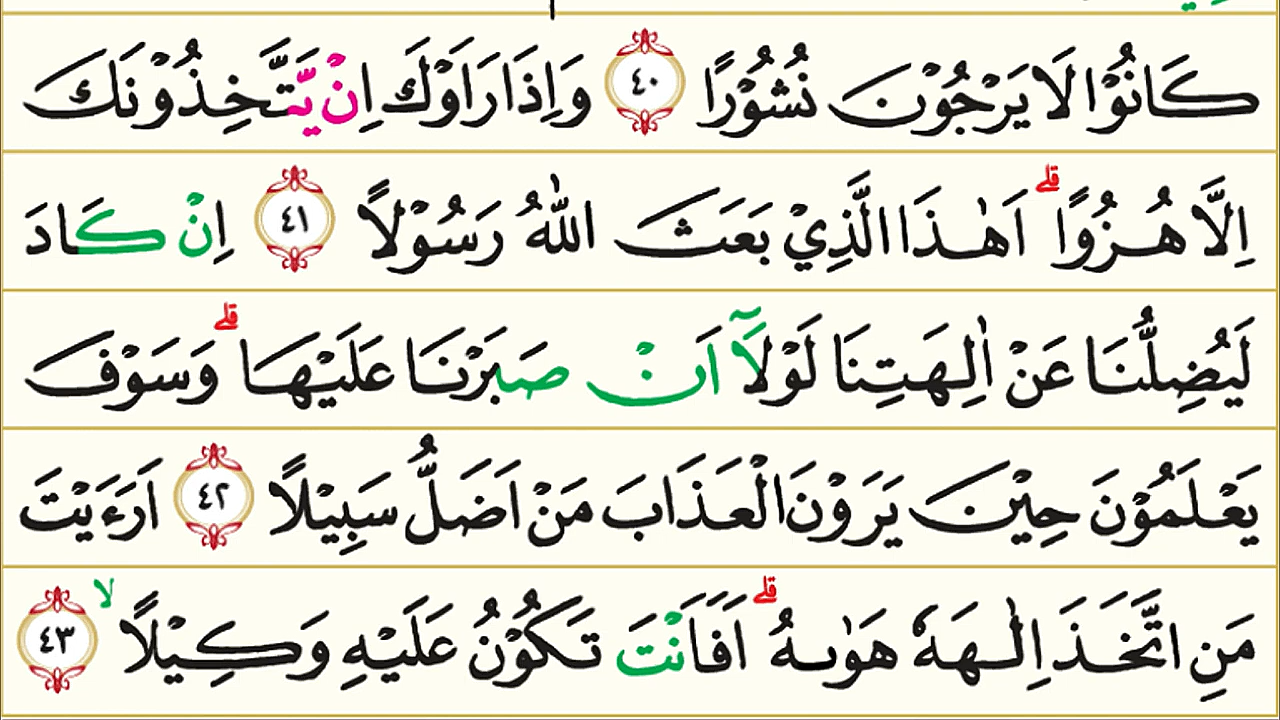 كَانُوْا لَا يَرْجُوْنَ نُشُوْرًا ٤٠ وَاِذَا رَاَوْكَ اِنْ يَّتَّخِذُوْنَكَ
اِلَّا هُزُوًا ۗ اَهٰذَا الَّذِيْ بَعَثَ اللّٰهُ رَسُوْلًا ٤١ اِنْ كَادَ
لَيُضِلُّنَا عَنْ اٰلِهَتِنَا لَوْلَآ اَنْ صَبَرْنَا عَلَيْهَا ۗ وَسَوْفَ
يَعْلَمُوْنَ حِيْنَ يَرَوْنَ الْعَذَابَ مَنْ اَضَلُّ سَبِيْلًا ٤٢ اَرَءَيْتَ
مَنِ اتَّخَذَ اِلٰهَهٗ هَوٰىهُ ۗ اَفَاَنْتَ تَكُوْنُ عَلَيْهِ وَكِيْلًا ۙ ٤٣